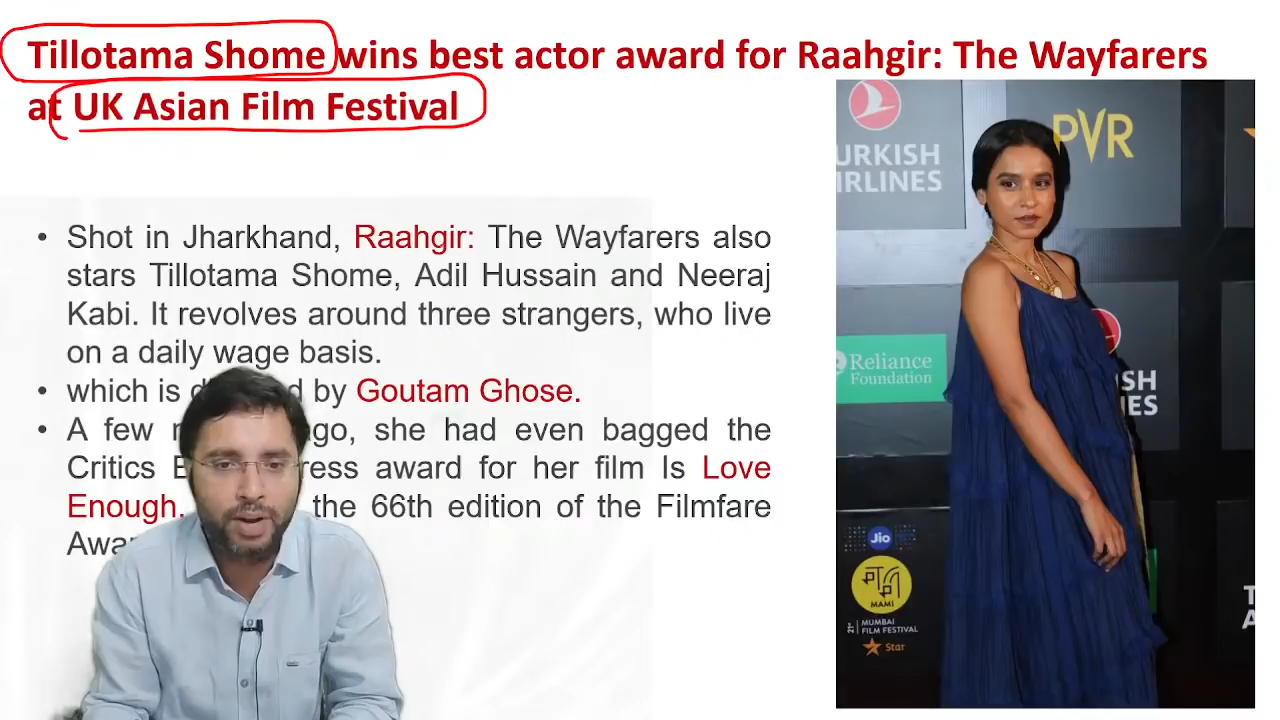 Tillotama Shome wins best actor award for Raahgir: The Wayfarers
at UK Asian Film Festival
• Shot in Jharkhand, Raahgir: The Wayfarers also
stars Tillotama Shome, Adil Hussain and Neeraj
Kabi. It revolves around three strangers, who live
on a daily wage basis.
• which is by Goutam Ghose.
• A few she had even bagged the
Critics award for her film Is Love
Enough. the 66th edition of the Filmfare
URKISH
IRLINES
PVR
Reliance
Foundation
SH
NES
Jio
MAMI
MUMBAI
FILM FESTIVAL
Star